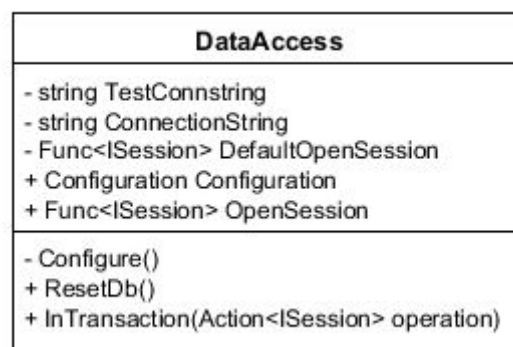 DataAccess
- string TestConnstring
- string ConnectionString
- Func<ISession> DefaultOpenSession
+ Configuration Configuration
+ Func<ISession> OpenSession
- Configure()
+ ResetDb()
+ InTransaction(Action<ISession> operation)